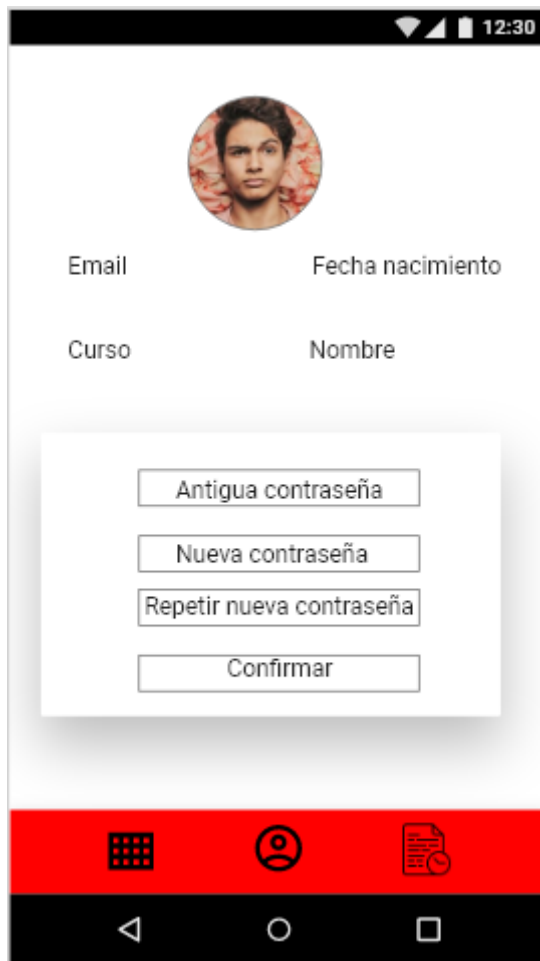 12:30
Email
Fecha nacimiento
Curso
Nombre
Antigua contraseña
Nueva contraseña
Repetir nueva contraseña
Confirmar